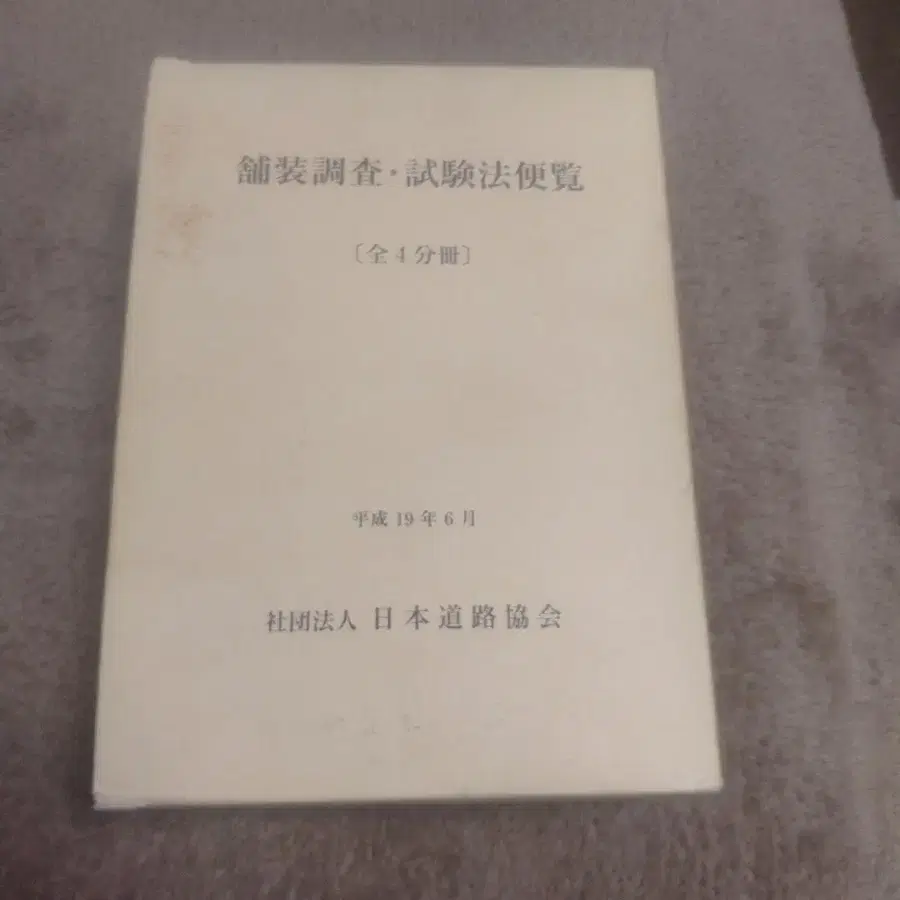 舗装調査・試験法便覧
〔全4分冊〕
平成19年6月
社団法人 日本道路協会